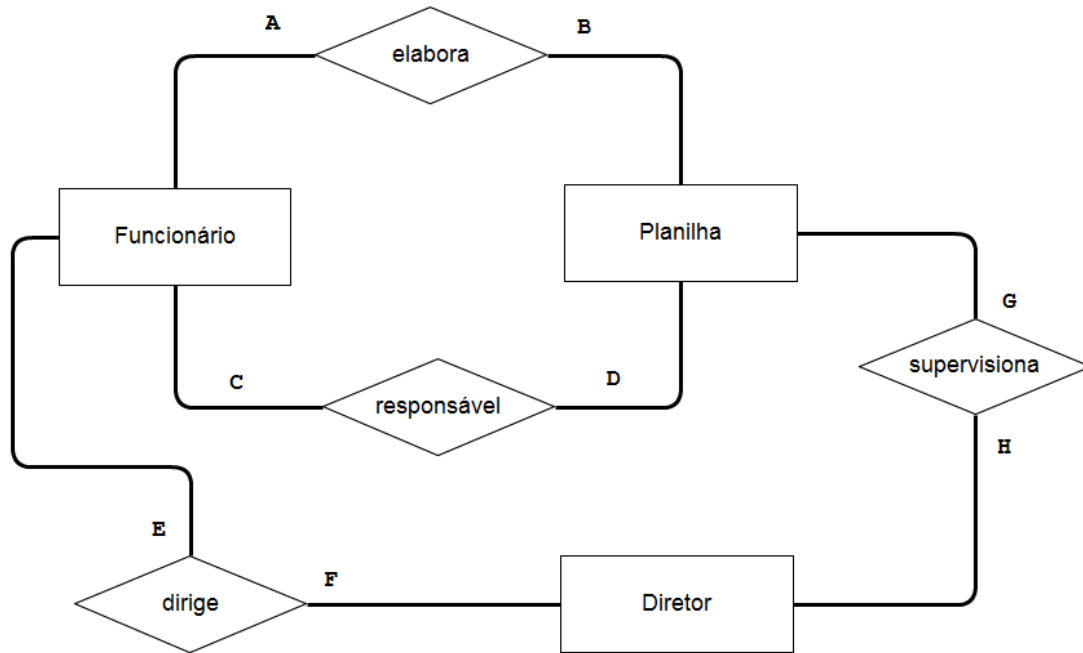 A
B
elabora
Funcionário
Planilha
G
supervisiona
C
D
responsável
H
E
F
dirige
Diretor